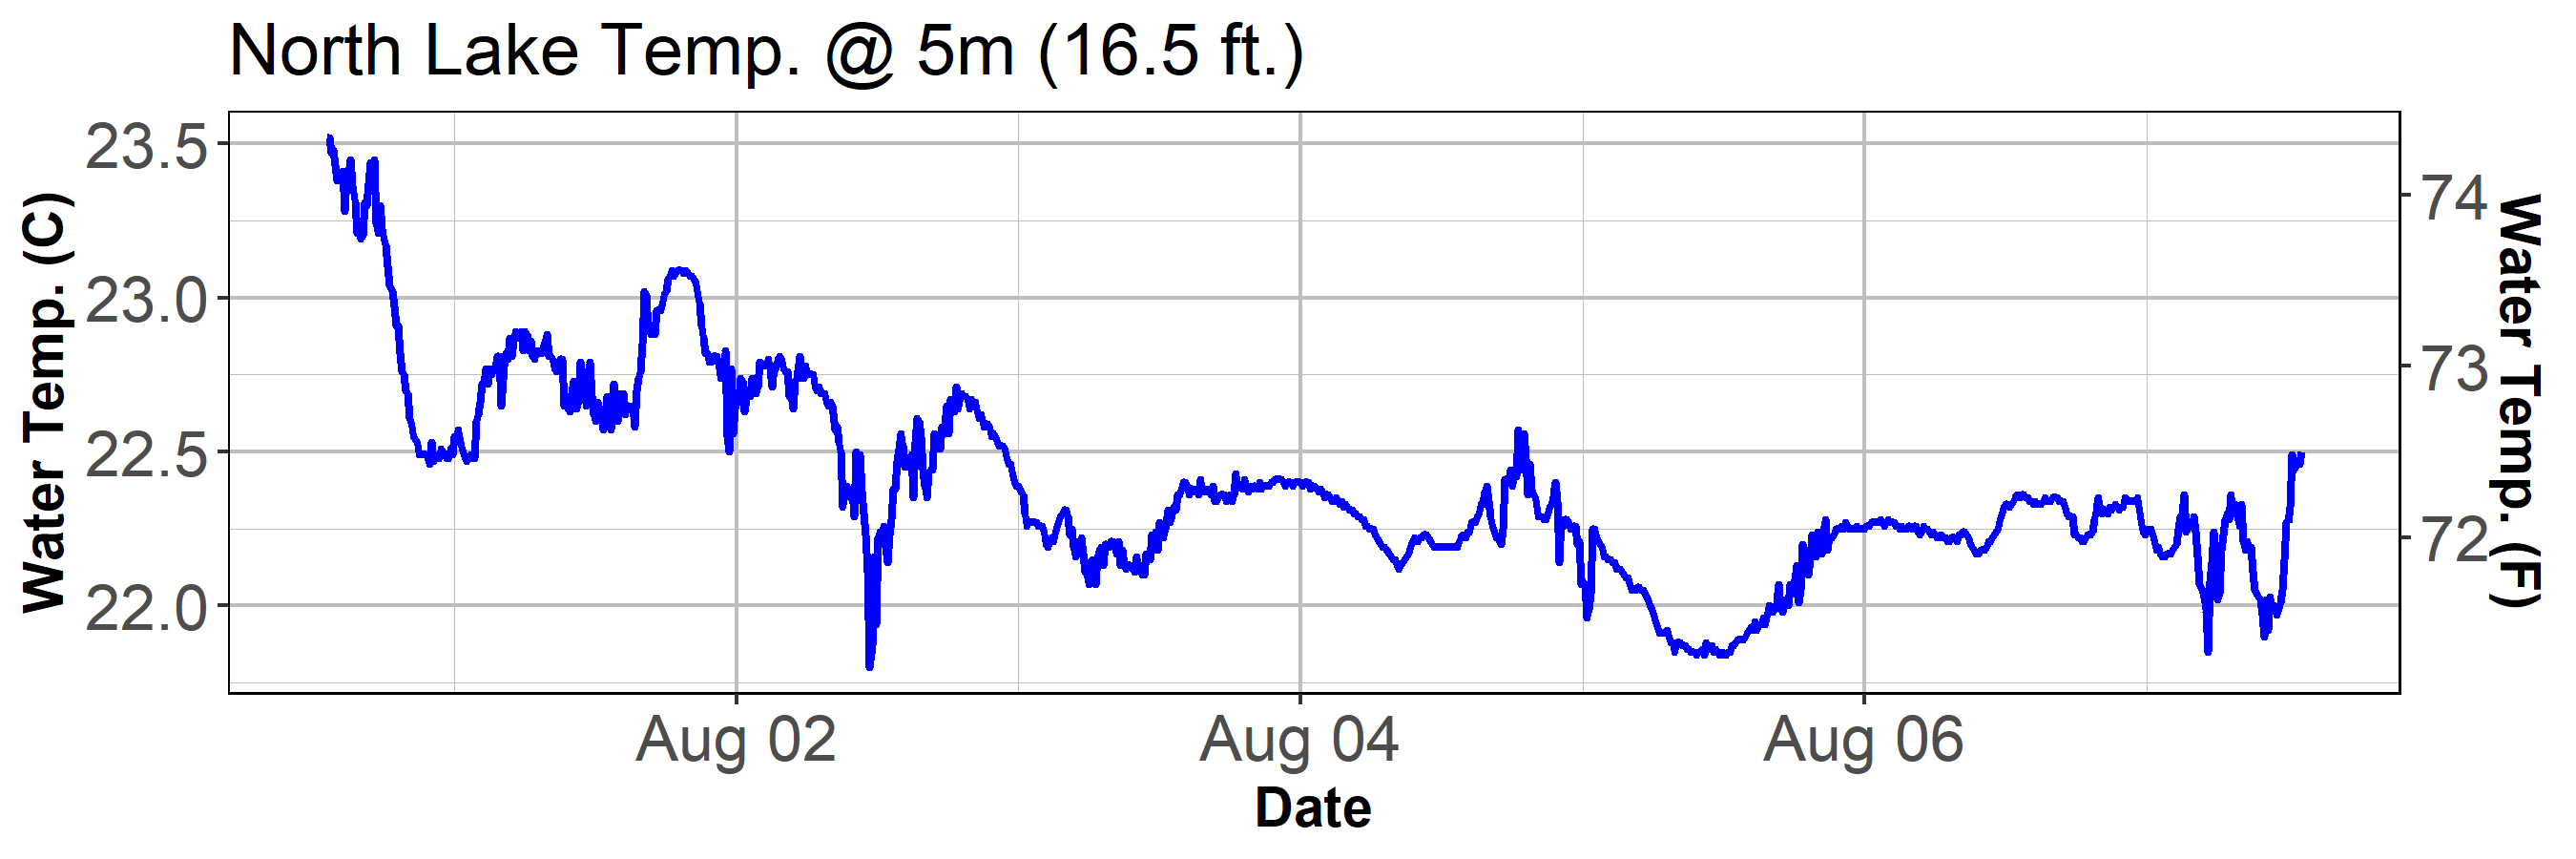 North Lake Temp. @ 5m (16.5 ft.)
Water Temp. (C)
23.5
23.0
22.5
22.0
74
73
72
Water Temp. (F)
Aug 02
Aug 04
Aug 06
Date